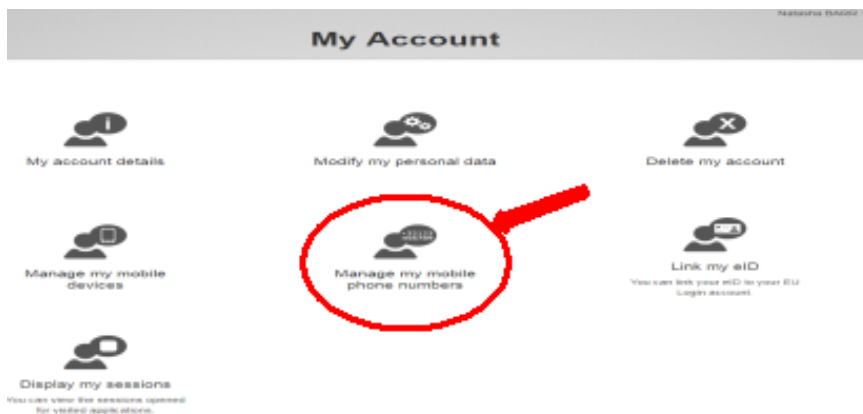 Natasha
My Account
My account details
Modify my personal data
Delete my account
Manage my mobile
devices
Manage my mobile
phone numbers
Link my eID
You can link your eID to your EU
Login account.
Display my sessions
You can view the sessions opened
for visited applications.